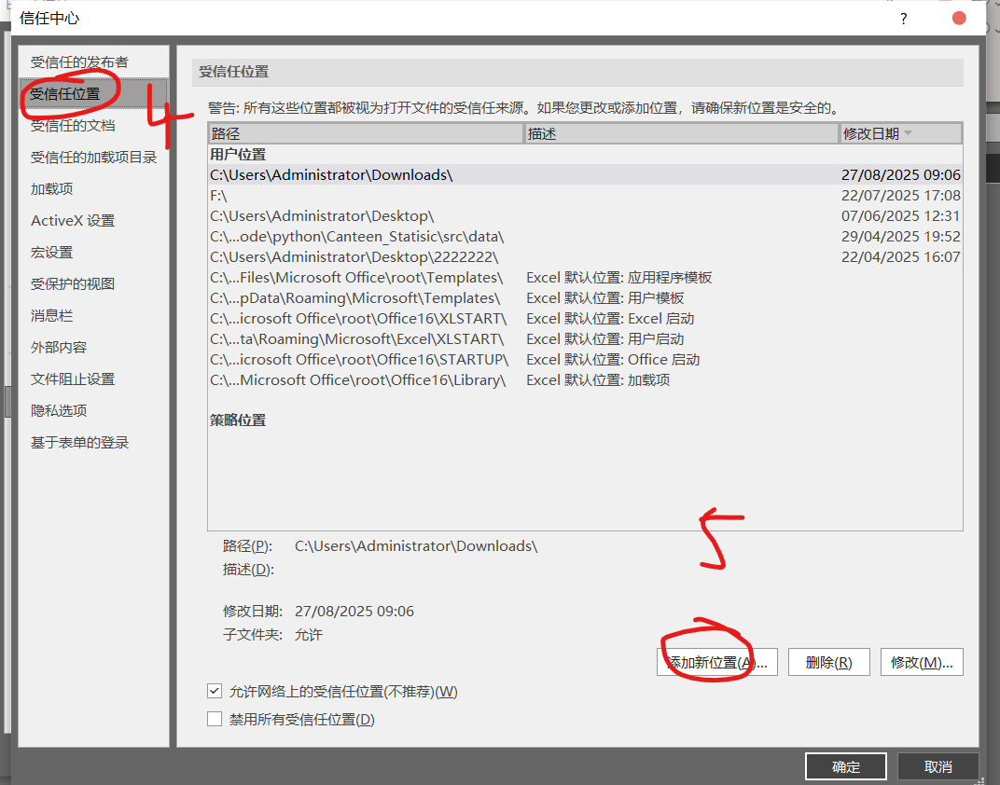 信任中心
?
受信任的发布者
受信任位置
受信任的文档
受信任的加载项目录
加载项
ActiveX 设置
宏设置
受保护的视图
消息栏
外部内容
文件阻止设置
隐私选项
基于表单的登录
4
受信任位置
警告: 所有这些位置都被视为打开文件的受信任来源。如果您更改或添加位置，请确保新位置是安全的。
路径 描述 修改日期
用户位置
C:\Users\Administrator\Downloads\ 27/08/2025 09:06
F:\ 22/07/2025 17:08
C:\Users\Administrator\Desktop\ 07/06/2025 12:31
C:\...ode\python\Canteen_Statisic\src\data\ 29/04/2025 19:52
C:\Users\Administrator\Desktop\2222222\ 22/04/2025 16:07
C:\...Files\Microsoft Office\root\Templates\ Excel 默认位置: 应用程序模板
C:\...pData\Roaming\Microsoft\Templates\ Excel 默认位置: 用户模板
C:\...icrosoft Office\root\Office16\XLSTART\ Excel 默认位置: Excel 启动
C:\...ta\Roaming\Microsoft\Excel\XLSTART\ Excel 默认位置: 用户启动
C:\...icrosoft Office\root\Office16\STARTUP\ Excel 默认位置: Office 启动
C:\...Microsoft Office\root\Office16\Library\ Excel 默认位置: 加载项
策略位置
5
路径(P): C:\Users\Administrator\Downloads\
描述(D):
修改日期: 27/08/2025 09:06
子文件夹: 允许
添加新位置(A)... 删除(R) 修改(M)...
允许网络上的受信任位置(不推荐)(W)
禁用所有受信任位置(D)
确定 取消